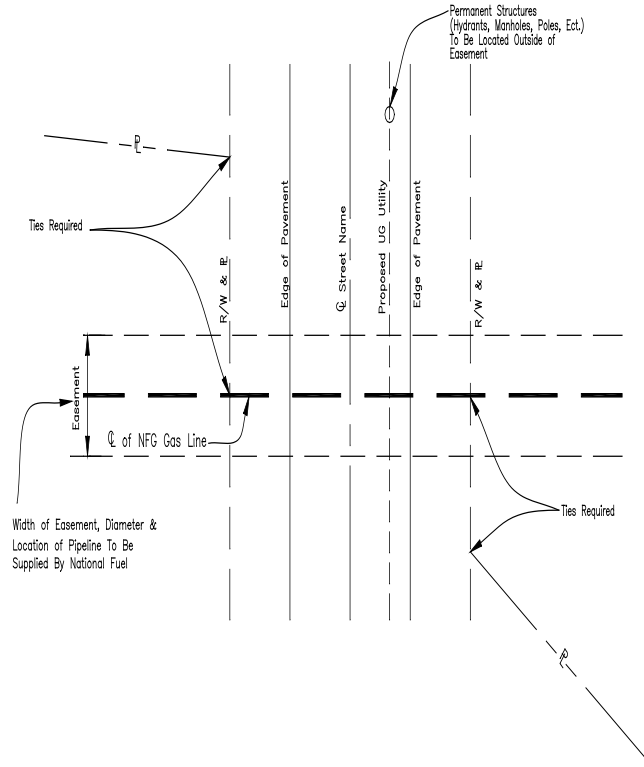 Permanent Structures
(Hydrants, Manholes, Poles, Ect.)
To Be Located Outside of
Easement
℄
Ties Required
R/W & ℄
Edge of Pavement
℄ Street Name
Proposed UG Utility
Edge of Pavement
R/W & ℄
Easement
℄ of NFG Gas Line
Width of Easement, Diameter &
Location of Pipeline To Be
Supplied By National Fuel
Ties Required
℄